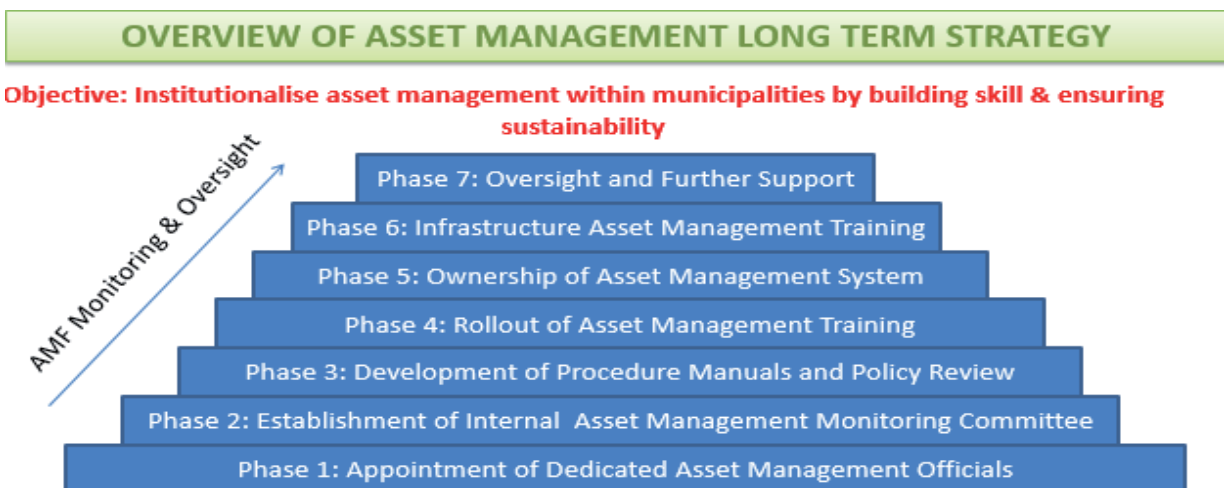 OVERVIEW OF ASSET MANAGEMENT LONG TERM STRATEGY
Objective: Institutionalise asset management within municipalities by building skill & ensuring
sustainability
AMF Monitoring & Oversight
Phase 7: Oversight and Further Support
Phase 6: Infrastructure Asset Management Training
Phase 5: Ownership of Asset Management System
Phase 4: Rollout of Asset Management Training
Phase 3: Development of Procedure Manuals and Policy Review
Phase 2: Establishment of Internal  Asset Management Monitoring Committee
Phase 1: Appointment of Dedicated Asset Management Officials